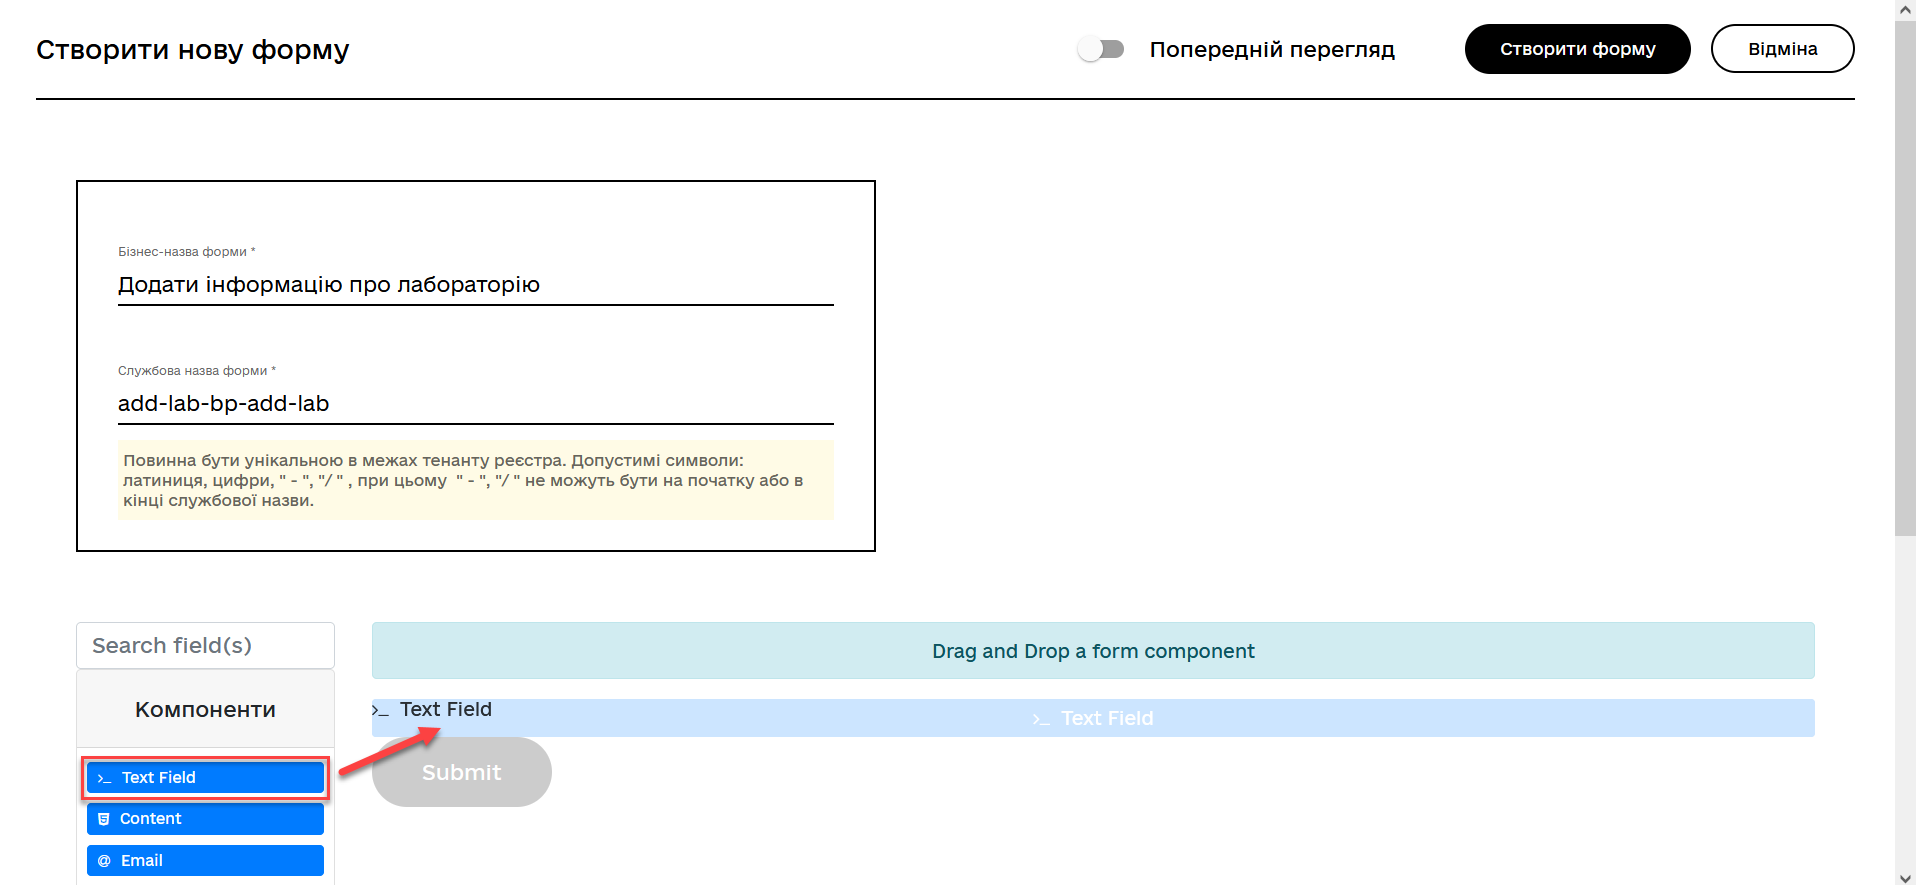 Створити нову форму
Попередній перегляд
Створити форму
Відміна
Бізнес-назва форми *
Додати інформацію про лабораторію
Службова назва форми *
add-lab-bp-add-lab
Повинна бути унікальною в межах тенанту реєстра. Допустимі символи:
латиниця, цифри, " - ", "/ " , при цьому  " - ", "/ " не можуть бути на початку або в
кінці службової назви.
Search field(s)
Компоненти
Text Field
Content
@ Email
Drag and Drop a form component
Text Field
Text Field
Submit